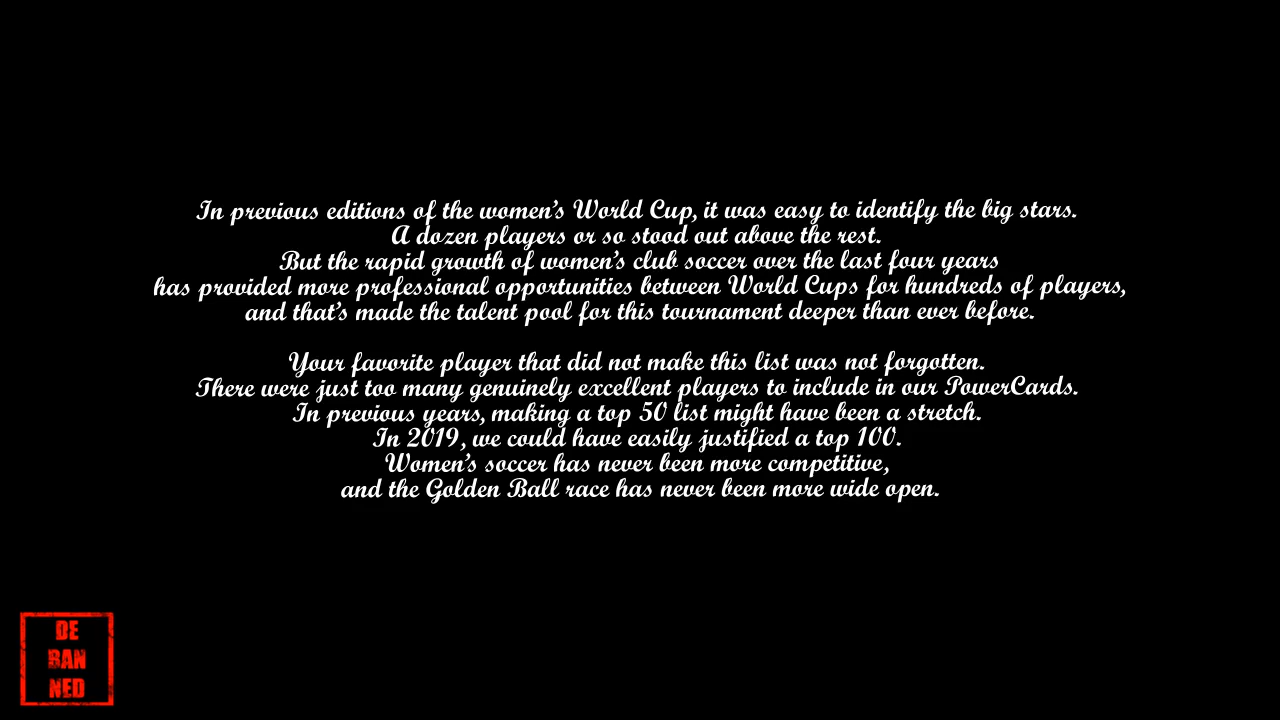 In previous editions of the women's World Cup, it was easy to identify the big stars.
A dozen players or so stood out above the rest.
But the rapid growth of women's club soccer over the last four years
has provided more professional opportunities between World Cups for hundreds of players,
and that's made the talent pool for this tournament deeper than ever before.
Your favorite player that did not make this list was not forgotten.
There were just too many genuinely excellent players to include in our PowerCards.
In previous years, making a top 50 list might have been a stretch.
In 2019, we could have easily justified a top 100.
Women's soccer has never been more competitive,
and the Golden Ball race has never been more wide open.
DE
BAN
NED